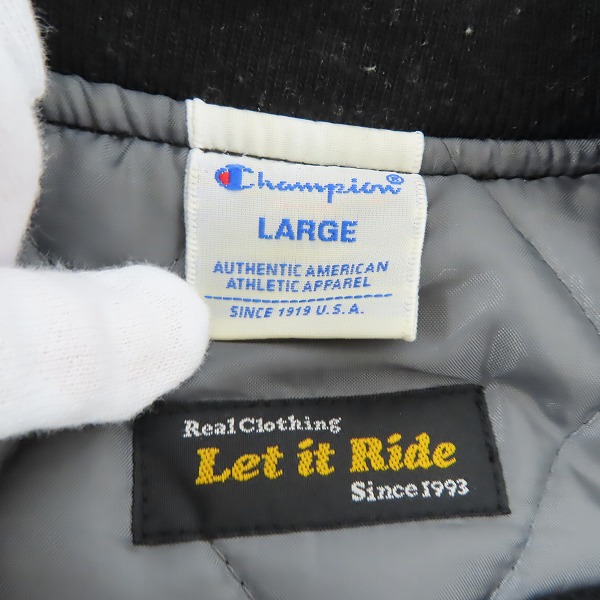 Champion®
LARGE
AUTHENTIC AMERICAN
ATHLETIC APPAREL
SINCE 1919 U.S.A.
Real Clothing
Let it Ride
Since 1993